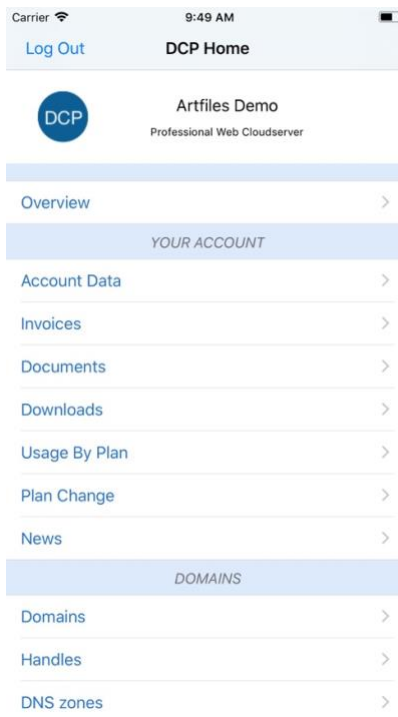 Carrier 9:49 AM
Log Out DCP Home
DCP
Artfiles Demo
Professional Web Cloudserver
Overview
YOUR ACCOUNT
Account Data
Invoices
Documents
Downloads
Usage By Plan
Plan Change
News
DOMAINS
Domains
Handles
DNS zones